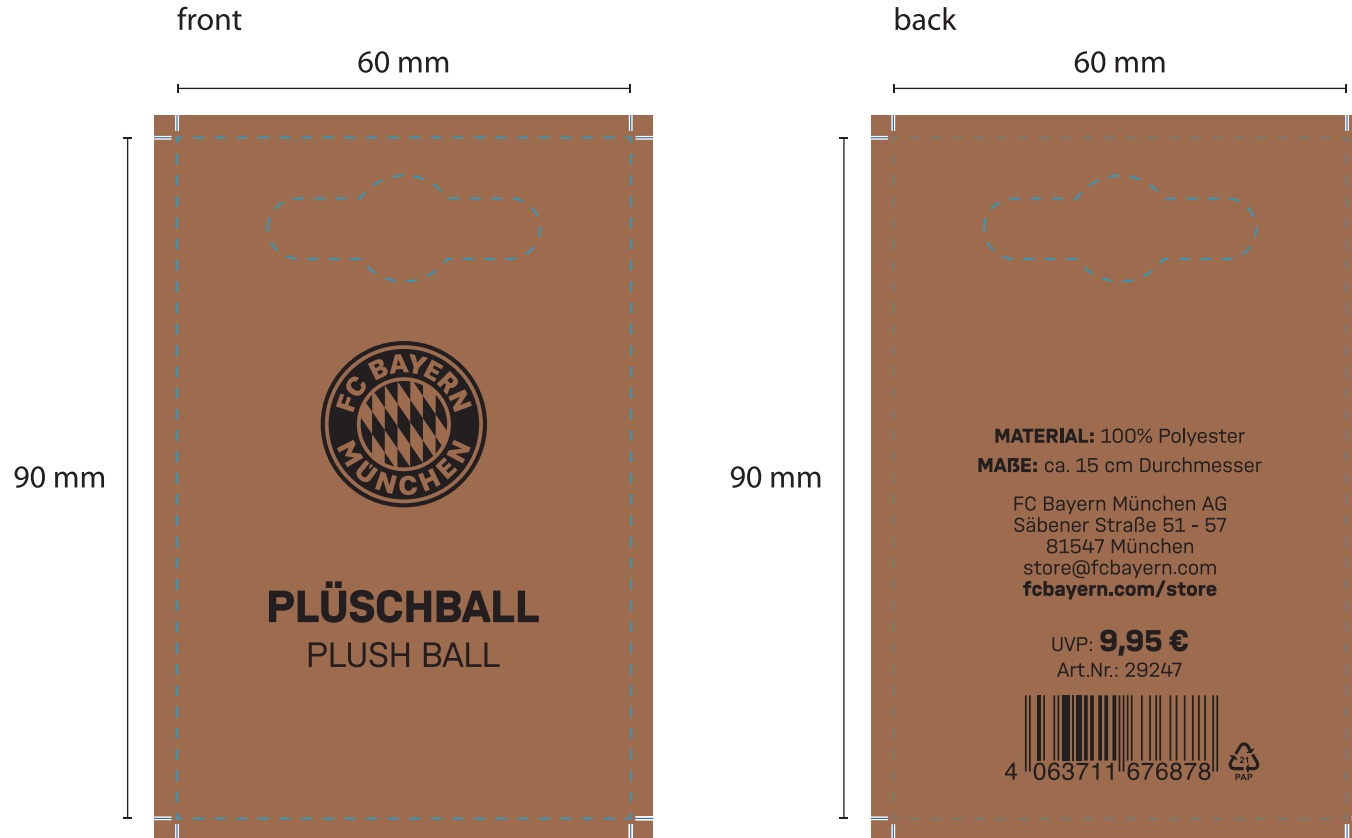 front
60 mm
90 mm
FC BAYERN
MÜNCHEN
PLÜSCHBALL
PLUSH BALL
back
60 mm
90 mm
MATERIAL: 100% Polyester
MAẞE: ca. 15 cm Durchmesser
FC Bayern München AG
Säbener Straße 51 - 57
81547 München
store@fcbayern.com
fcbayern.com/store
UVP: 9,95 €
Art.Nr.: 29247
4 063711 676878
21
PAP